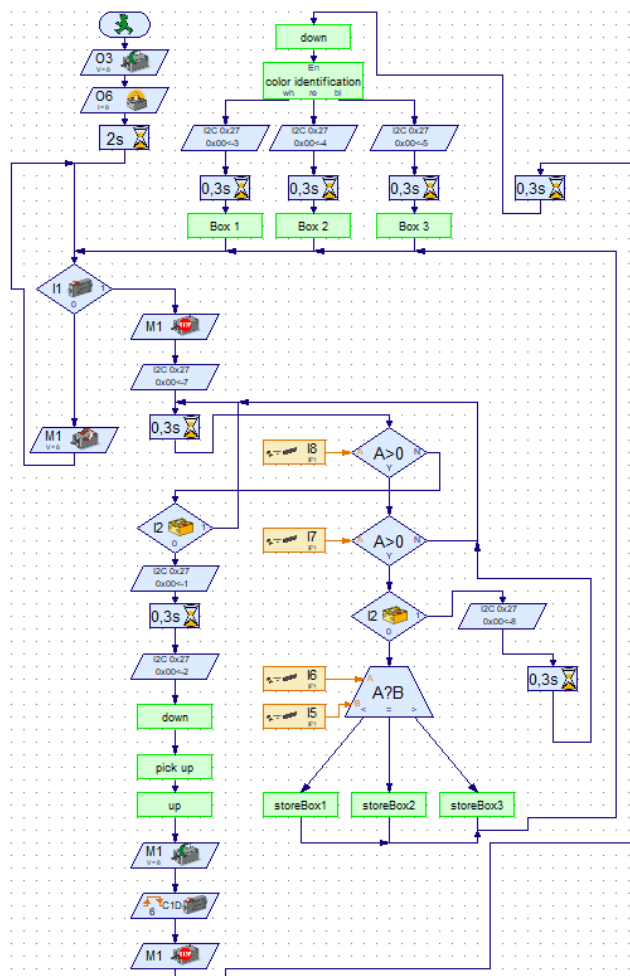 O3
V=8
O6
I=8
2s
down
En
color identification
wh re bl
I2C 0x27
0x00<-3
I2C 0x27
0x00<-4
I2C 0x27
0x00<-5
0,3s
0,3s
0,3s
0,3s
Box 1
Box 2
Box 3
I1
1
0
M1
STOP
I2C 0x27
0x00<-7
M1
V=8
0,3s
I8
A
A>0
N
Y
I2
1
0
I7
A
A>0
N
Y
I2C 0x27
0x00<-1
I2
1
0
I2C 0x27
0x00<-8
0,3s
0,3s
I2C 0x27
0x00<-2
I6
A
I5
B
A?B
< = >
down
pick up
up
storeBox1
storeBox2
storeBox3
M1
V=8
6
C1D
M1
STOP